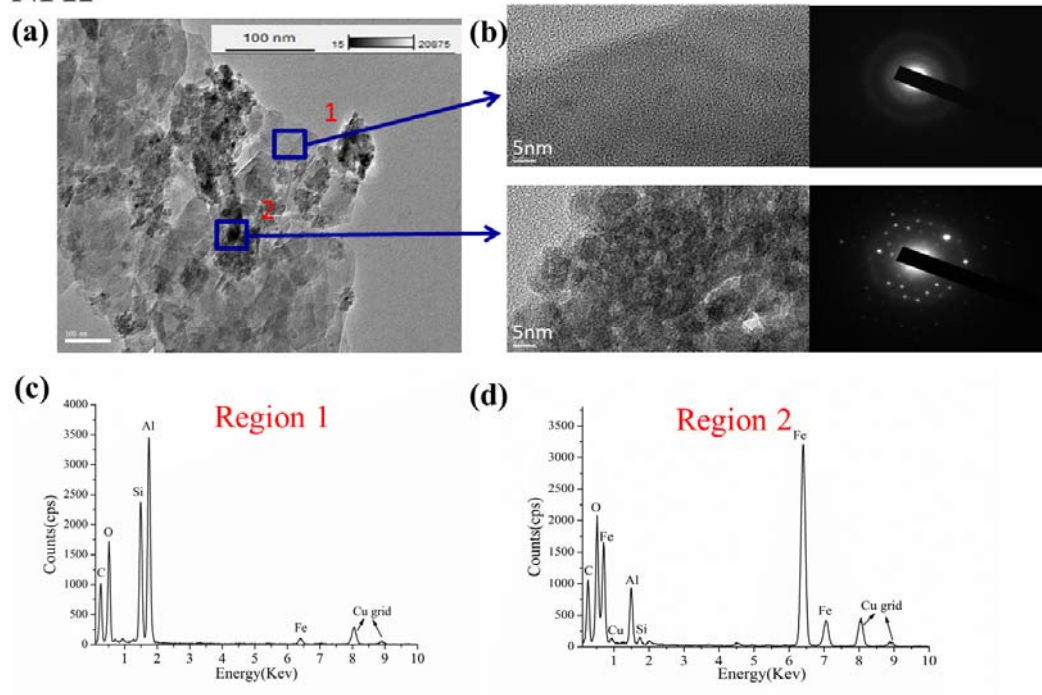 (a)
100 nm
15
20875
1
2
(b)
5nm
5nm
(c)
Region 1
4000
3500
3000
2500
2000
1500
1000
500
0
Counts(cps)
C
O
Si
Al
Fe
Cu grid
1 2 3 4 5 6 7 8 9 10
Energy(Kev)
(d)
Region 2
3500
3000
2500
2000
1500
1000
500
0
Counts(cps)
C
O
Fe
Cu
Al
Si
Fe
Fe
Cu grid
1 2 3 4 5 6 7 8 9 10
Energy(Kev)